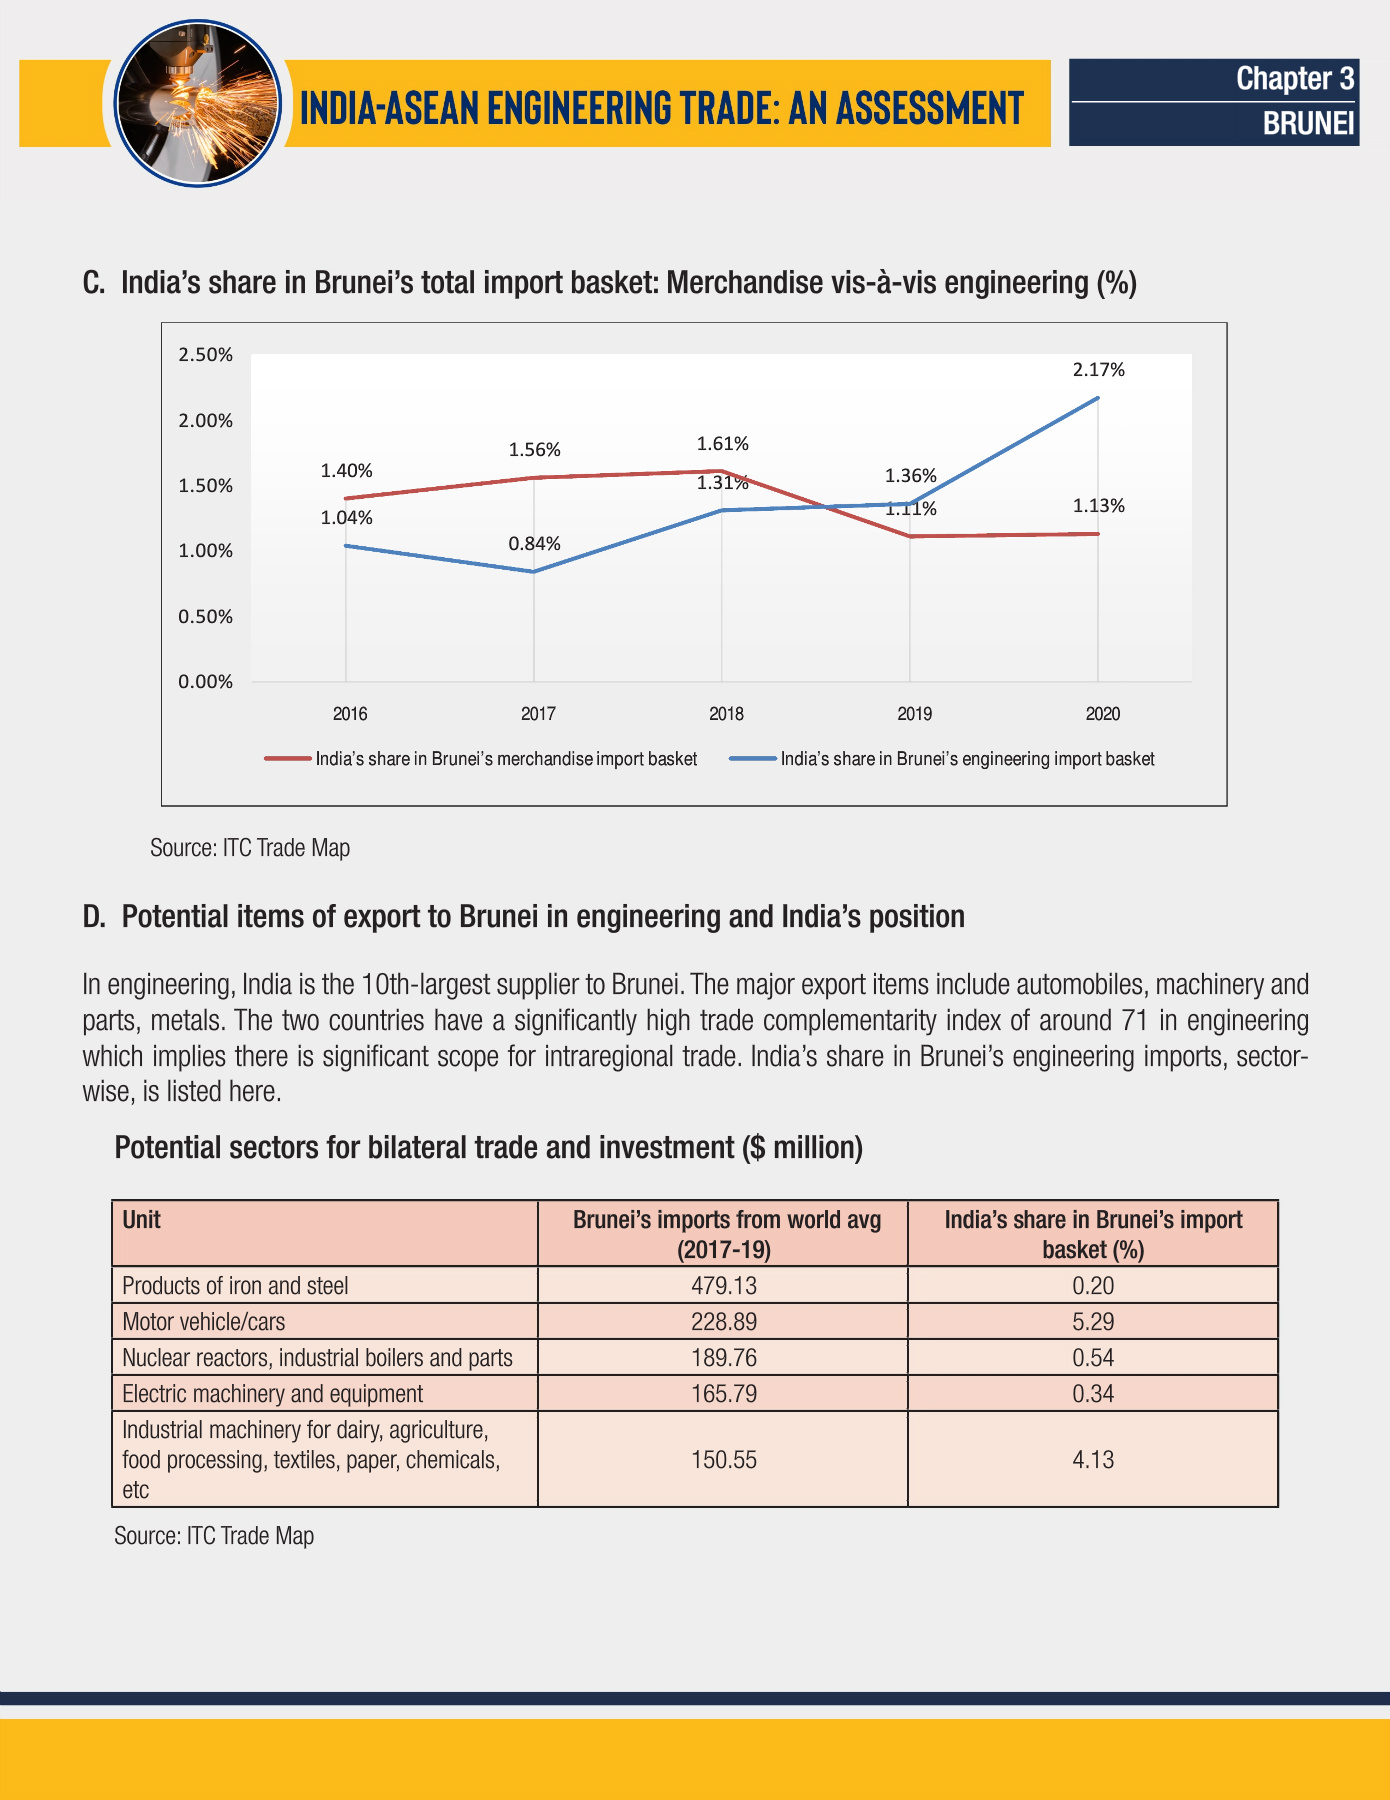 INDIA-ASEAN ENGINEERING TRADE: AN ASSESSMENT
Chapter 3
BRUNEI
C. India's share in Brunei's total import basket: Merchandise vis-à-vis engineering (%)
2.50%
2.00%
1.50%
1.00%
0.50%
0.00%
1.40%
1.56%
1.61%
1.11%
1.13%
1.04%
0.84%
1.31%
1.36%
2.17%
2016 2017 2018 2019 2020
India's share in Brunei's merchandise import basket India's share in Brunei's engineering import basket
Source: ITC Trade Map
D. Potential items of export to Brunei in engineering and India's position
In engineering, India is the 10th-largest supplier to Brunei. The major export items include automobiles, machinery and
parts, metals. The two countries have a significantly high trade complementarity index of around 71 in engineering
which implies there is significant scope for intraregional trade. India's share in Brunei's engineering imports, sector-
wise, is listed here.
Potential sectors for bilateral trade and investment ($ million)
Unit Brunei's imports from world avg India's share in Brunei's import
(2017-19) basket (%)
Products of iron and steel 479.13 0.20
Motor vehicle/cars 228.89 5.29
Nuclear reactors, industrial boilers and parts 189.76 0.54
Electric machinery and equipment 165.79 0.34
Industrial machinery for dairy, agriculture,
food processing, textiles, paper, chemicals, 150.55 4.13
etc
Source: ITC Trade Map